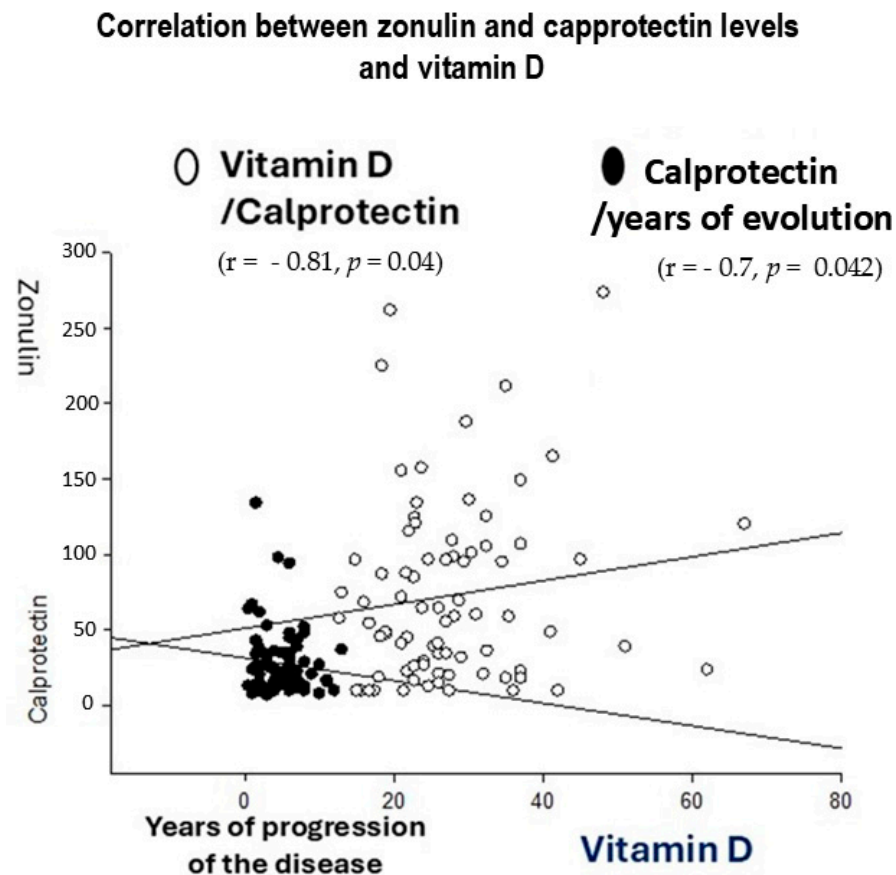 Correlation between zonulin and capprotectin levels
and vitamin D
Vitamin D
/Calprotectin
(r = - 0.81, p = 0.04)
Calprotectin
/years of evolution
(r = - 0.7, p = 0.042)
Zonulin
Calprotectin
300
250
200
150
100
50
0
0
20
40
60
80
Years of progression
of the disease
Vitamin D